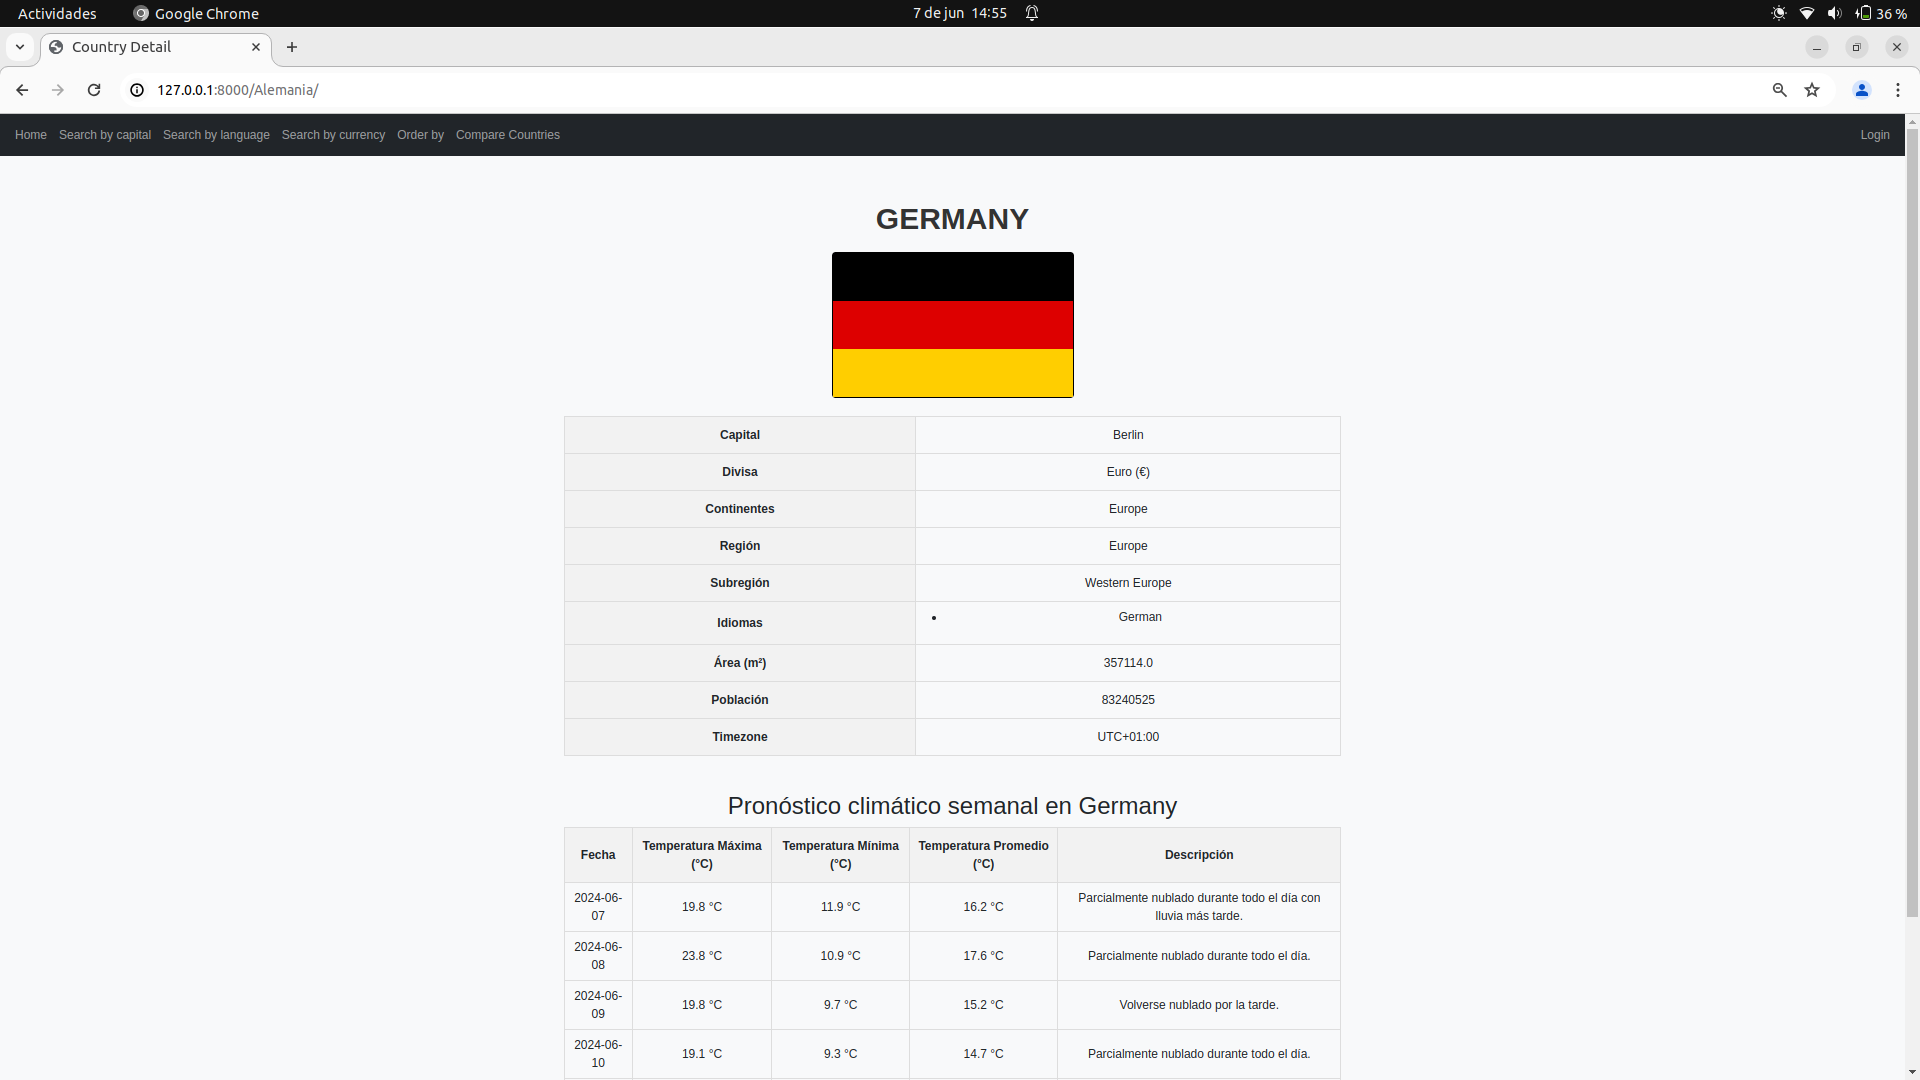 Actividades Google Chrome 7 de jun 14:55 36 %
Country Detail
127.0.0.1:8000/Alemania/
Home Search by capital Search by language Search by currency Order by Compare Countries Login
GERMANY
Capital Berlin
Divisa Euro (€)
Continentes Europe
Región Europe
Subregión Western Europe
Idiomas • German
Área (m²) 357114.0
Población 83240525
Timezone UTC+01:00
Pronóstico climático semanal en Germany
Fecha Temperatura Máxima (°C) Temperatura Mínima (°C) Temperatura Promedio (°C) Descripción
2024-06-07 19.8 °C 11.9 °C 16.2 °C Parcialmente nublado durante todo el día con lluvia más tarde.
2024-06-08 23.8 °C 10.9 °C 17.6 °C Parcialmente nublado durante todo el día.
2024-06-09 19.8 °C 9.7 °C 15.2 °C Volverse nublado por la tarde.
2024-06-10 19.1 °C 9.3 °C 14.7 °C Parcialmente nublado durante todo el día.